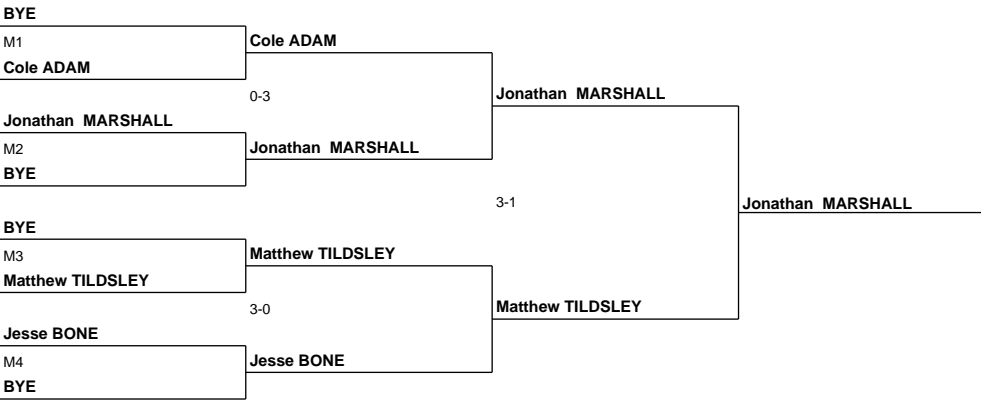 BYE
M1
Cole ADAM
Cole ADAM
0-3
Jonathan MARSHALL
Jonathan MARSHALL
M2
Jonathan MARSHALL
BYE
3-1
Jonathan MARSHALL
BYE
M3
Matthew TILDSLEY
Matthew TILDSLEY
3-0
Matthew TILDSLEY
Jesse BONE
M4
Jesse BONE
BYE